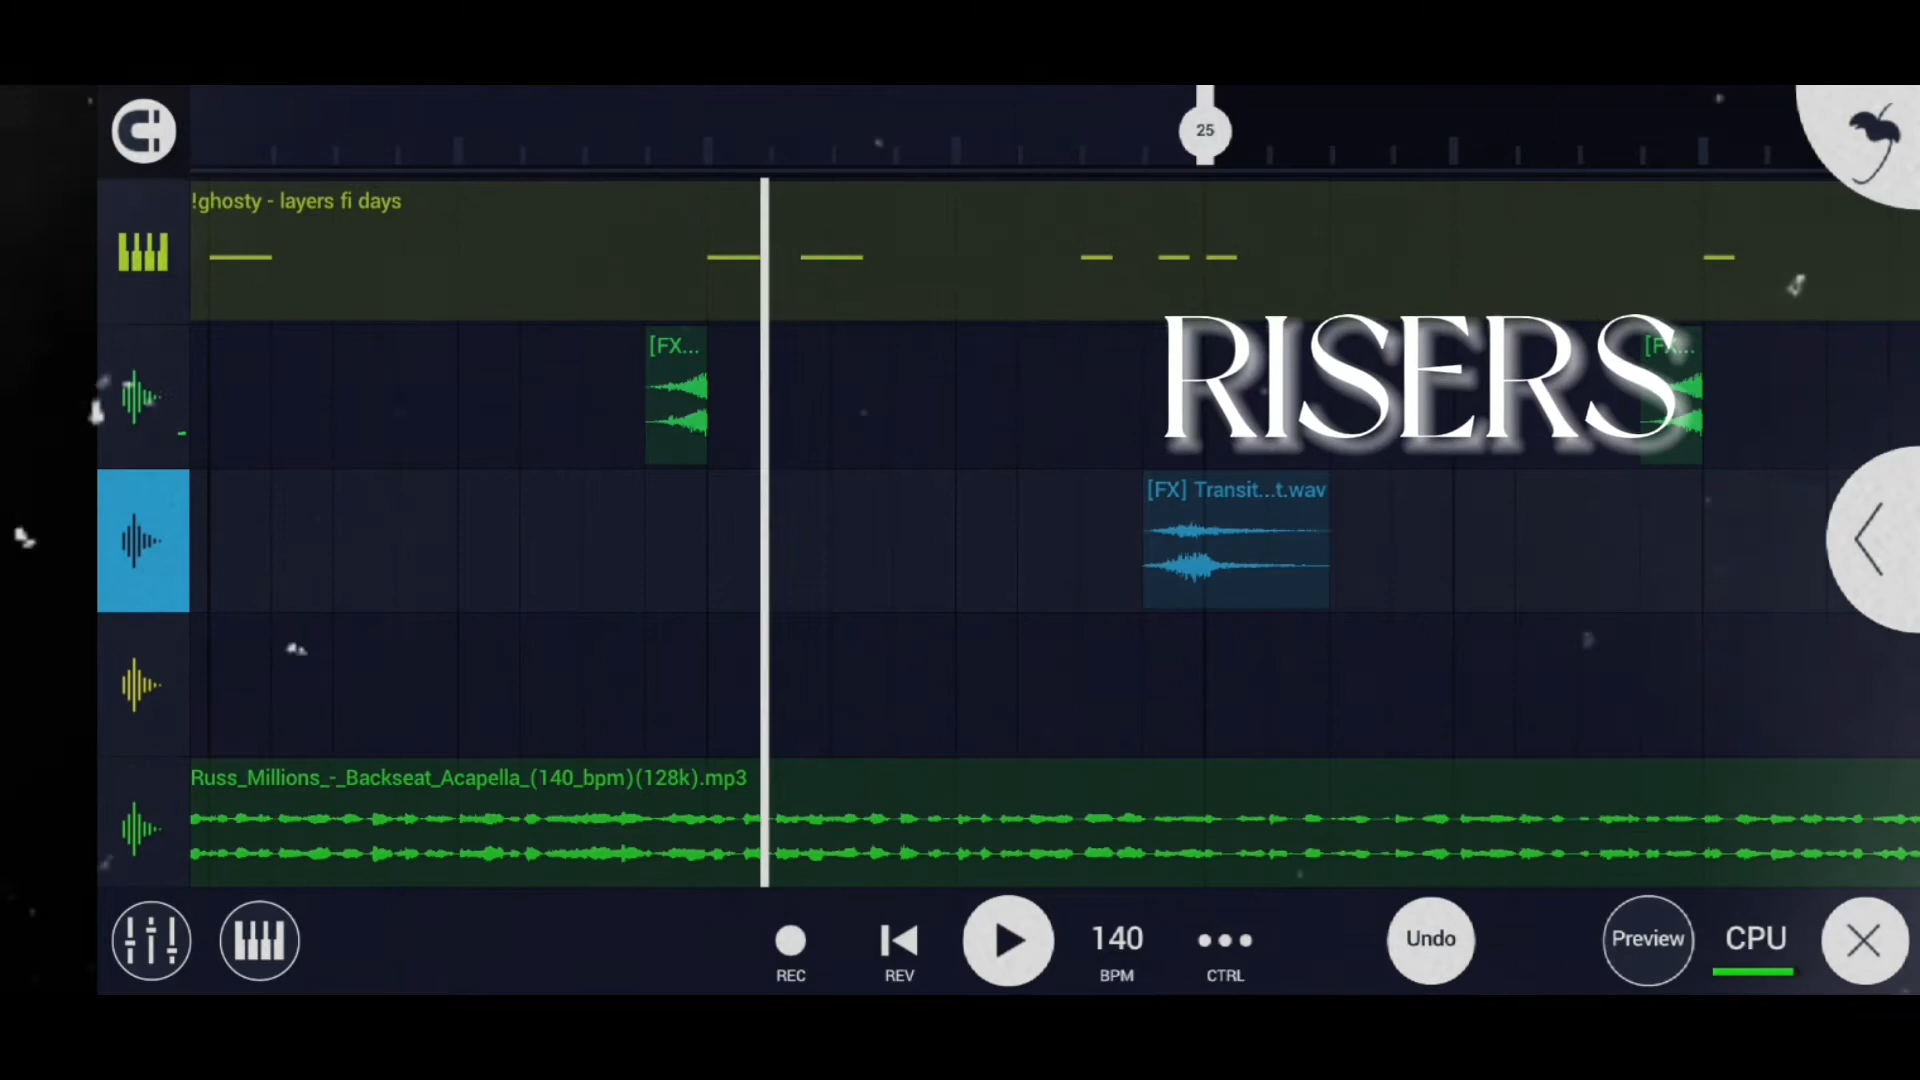 25
!ghosty - layers fi days
[FX...
RISERS
[FX...
[FX] Transit...t.wav
Russ_Millions_-_Backseat_Acapella_(140_bpm)(128k).mp3
REC
REV
140
BPM
CTRL
Undo
Preview
CPU